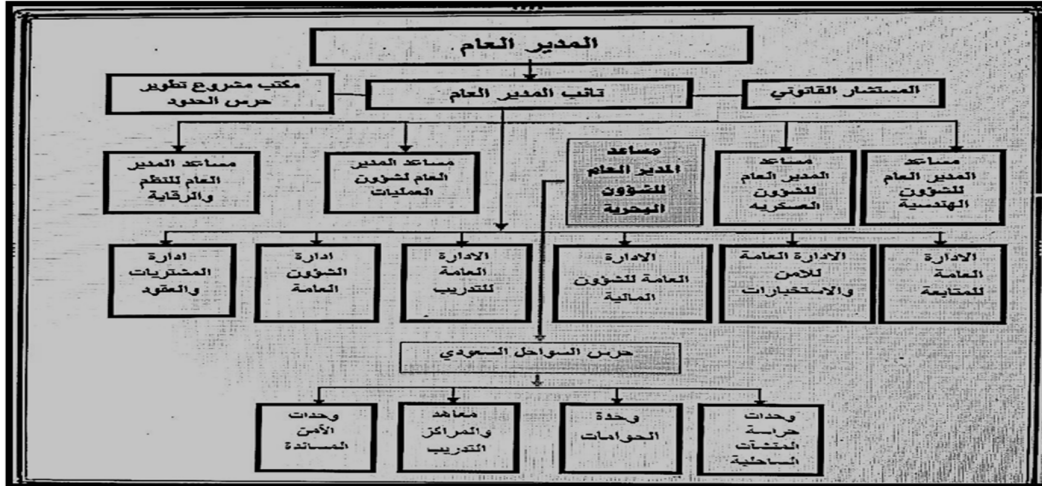 المدير العام
مكتب مشروع تطوير
حرس الحدود
نائب المدير العام
المستشار القانوني
مساعد
المدير العام
للشؤون
الهندسية
مساعد
المدير العام
للشؤون
العسكريه
مساعد
المدير العام
للشؤون
البحرية
مساعد المدير
العام لشؤون
العمليات
مساعد المدير
العام للنظم
والرقابة
الادارة
العامة
للمتابعة
الادارة العامة
للامن
والاستخبارات
الادارة
العامة للشؤون
المالية
الادارة
العامة
للتدريب
ادارة
الشؤون
العامة
ادارة
المشتريات
والعقود
حرس السواحل السعودي
وحدات
حراسة
المنشآت
الساحلية
وحدة
الحوامات
معاهد
والمراكز
التدريب
وحدات
الأمن
المساندة